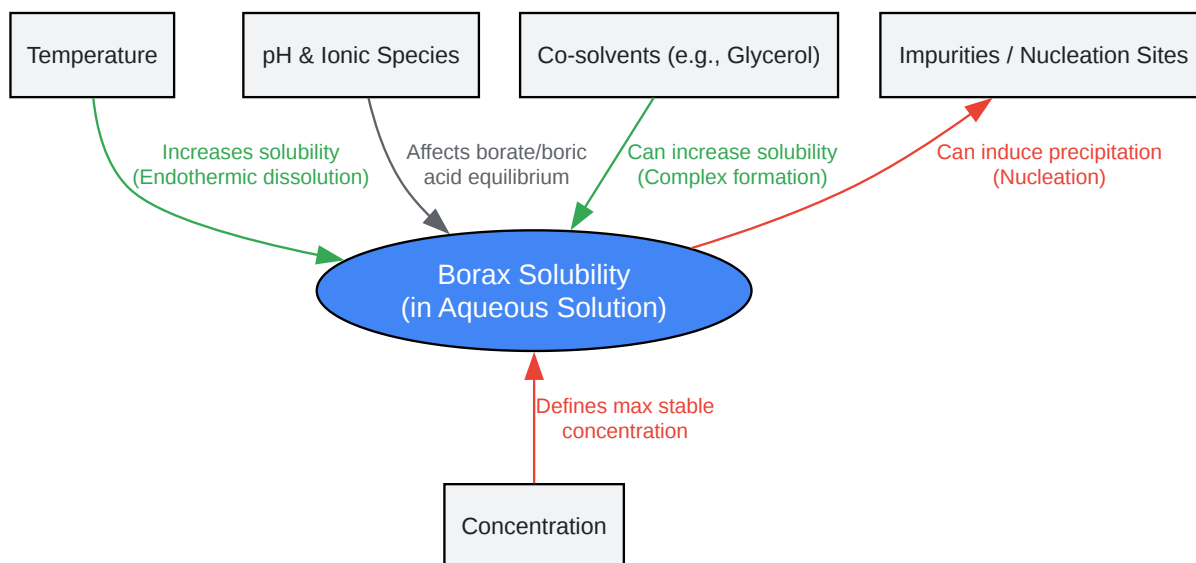 Temperature
pH & Ionic Species
Co-solvents (e.g., Glycerol)
Impurities / Nucleation Sites
Increases solubility
(Endothermic dissolution)
Affects borate/boric
acid equilibrium
Can increase solubility
(Complex formation)
Can induce precipitation
(Nucleation)
Borax Solubility
(in Aqueous Solution)
Defines max stable
concentration
Concentration